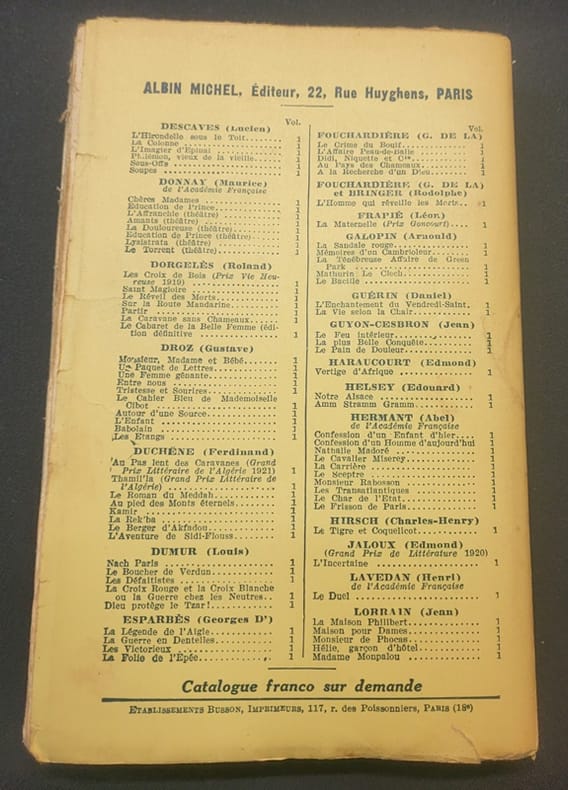 ALBIN MICHEL, Éditeur, 22, Rue Huyghens, PARIS
Vol.
DESCAVES (Lucien)
L'Hirondelle sous le Toit........ 1
La Colonne ........ 1
L'Imagier d'Épinal ........ 1
Philémon, vieux de la vieille..... 1
Sous-Offs ........ 1
Soupes ........ 1
DONNAY (Maurice)
de l'Académie Française
Chères Madames ........ 1
Education de Prince........ 1
L'Affranchie (théâtre) ........ 1
Amants (théâtre) ........ 1
La Douloureuse (théâtre)........ 1
Education de Prince (théâtre)..... 1
Lysistrata (théâtre) ........ 1
Le Torrent (théâtre)........ 1
DORGELÈS (Roland)
Les Croix de Bois (Prix Vie Heu-
reuse 1919) ........ 1
Saint Magloire ........ 1
Le Réveil des Morts........ 1
Sur la Route Mandarine........ 1
Partir ........ 1
La Caravane sans Chameaux..... 1
Le Cabaret de la Belle Femme (édi-
tion définitive ........ 1
DROZ (Gustave)
Monsieur, Madame et Bébé...... 1
Un Paquet de Lettres........ 1
Une Femme gênante........ 1
Entre nous ........ 1
Tristesse et Sourires........ 1
Le Cahier Bleu de Mademoiselle
Cibot ........ 1
Autour d'une Source........ 1
L'Enfant ........ 1
Babolain ........ 1
Les Etangs ........ 1
DUCHÊNE (Ferdinand)
Au Pas lent des Caravanes (Grand
Prix Littéraire de l'Algérie 1921) 1
Thamil'la (Grand Prix Littéraire de
l'Algérie) ........ 1
Le Roman du Meddah........ 1
Au pied des Monts éternels...... 1
Kamir ........ 1
La Rek'ba ........ 1
Le Berger d'Akfadou........ 1
L'Aventure de Sidi-Flouss........ 1
DUMUR (Louis)
Nach Paris ........ 1
Le Boucher de Verdun........ 1
Les Défaitistes ........ 1
La Croix Rouge et la Croix Blanche
ou la Guerre chez les Neutres.. 1
Dieu protège le Tzar!........ 1
ESPARBÈS (Georges D')
La Légende de l'Aigle........ 1
La Guerre en Dentelles........ 1
Les Victorieux ........ 1
La Folie de l'Épée........ 1
Vol.
FOUCHARDIÈRE (G. DE LA)
Le Crime du Bouif........ 1
L'Affaire Peau-de-Balle ........ 1
Didi, Niquette et Cie........ 1
Au Pays des Chameaux........ 1
A la Recherche d'un Dieu........ 1
FOUCHARDIÈRE (G. DE LA)
et BRINGER (Rodolphe)
L'Homme qui réveille les Morts.. 1
FRAPIÉ (Léon)
La Maternelle (Prix Goncourt).... 1
GALOPIN (Arnould)
La Sandale rouge........ 1
Mémoires d'un Cambrioleur...... 1
La Ténébreuse Affaire de Green
Park ........ 1
Mathurin Le Cloch........ 1
Le Bacille ........ 1
GUÉRIN (Daniel)
L'Enchantement du Vendredi-Saint. 1
La Vie selon la Chair........ 1
GUYON-CESBRON (Jean)
Le Feu intérieur........ 1
La plus Belle Conquête........ 1
Le Pain de Douleur........ 1
HARAUCOURT (Edmond)
Vertige d'Afrique ........ 1
HELSEY (Edouard)
Notre Alsace ........ 1
Amm Stramm Gramm........ 1
HERMANT (Abel)
de l'Académie Française
Confession d'un Enfant d'hier.... 1
Confession d'un Homme d'aujourd'hui 1
Nathalie Madoré ........ 1
Le Cavalier Miserey........ 1
La Carrière ........ 1
Le Sceptre ........ 1
Monsieur Rabosson ........ 1
Les Transatlantiques ........ 1
Le Char de l'Etat........ 1
Le Frisson de Paris........ 1
HIRSCH (Charles-Henry)
Le Tigre et Coquelicot........ 1
JALOUX (Edmond)
(Grand Prix de Littérature 1920)
L'Incertaine ........ 1
LAVEDAN (Henri)
de l'Académie Française
Le Duel ........ 1
LORRAIN (Jean)
La Maison Philibert........ 1
Maison pour Dames........ 1
Monsieur de Phocas........ 1
Hélie, garçon d'hôtel........ 1
Madame Monpalou ........ 1
Catalogue franco sur demande
ETABLISSEMENTS BUSSON, IMPRIMEURS, 117, r. des Poissonniers, PARIS (18e)